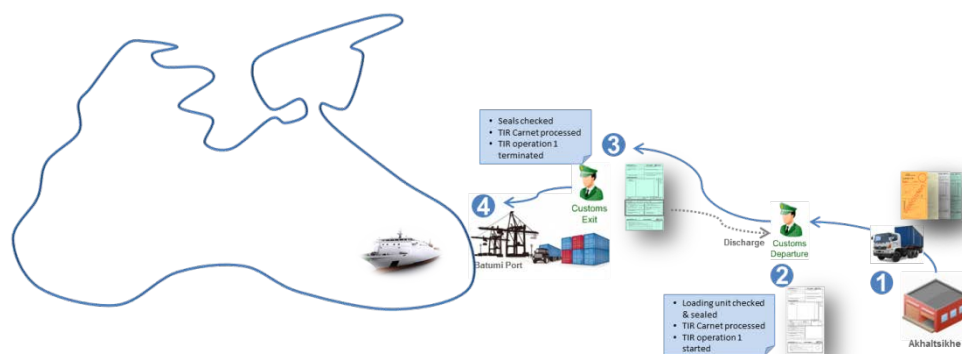 • Seals checked
• TIR Carnet processed
• TIR operation 1
terminated
3
4
Customs
Exit
Batumi Port
Discharge
Customs
Departure
2
1
• Loading unit checked
& sealed
• TIR Carnet processed
• TIR operation 1
started
Akhaltsikhe